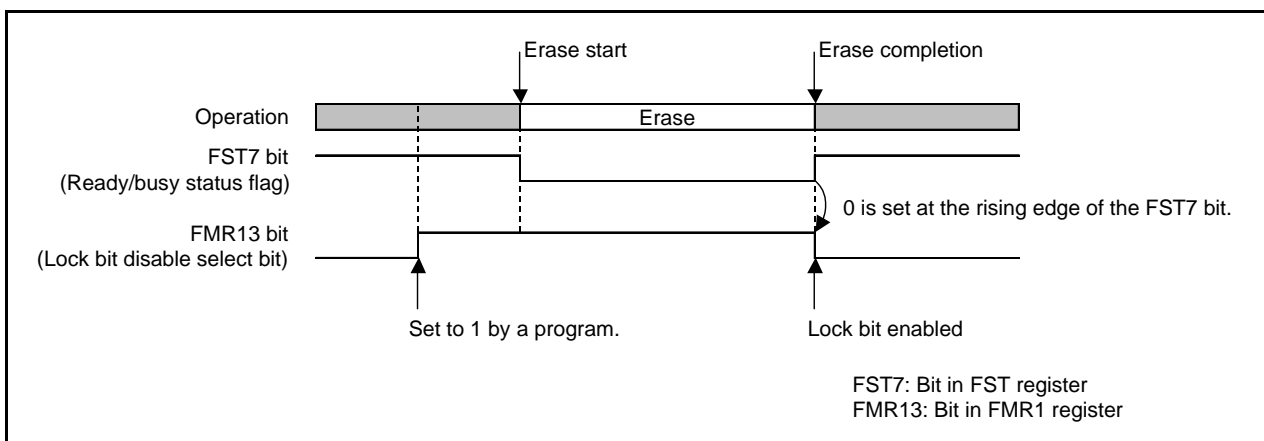 Erase start
Erase completion
Operation
Erase
FST7 bit
(Ready/busy status flag)
0 is set at the rising edge of the FST7 bit.
FMR13 bit
(Lock bit disable select bit)
Set to 1 by a program.
Lock bit enabled
FST7: Bit in FST register
FMR13: Bit in FMR1 register